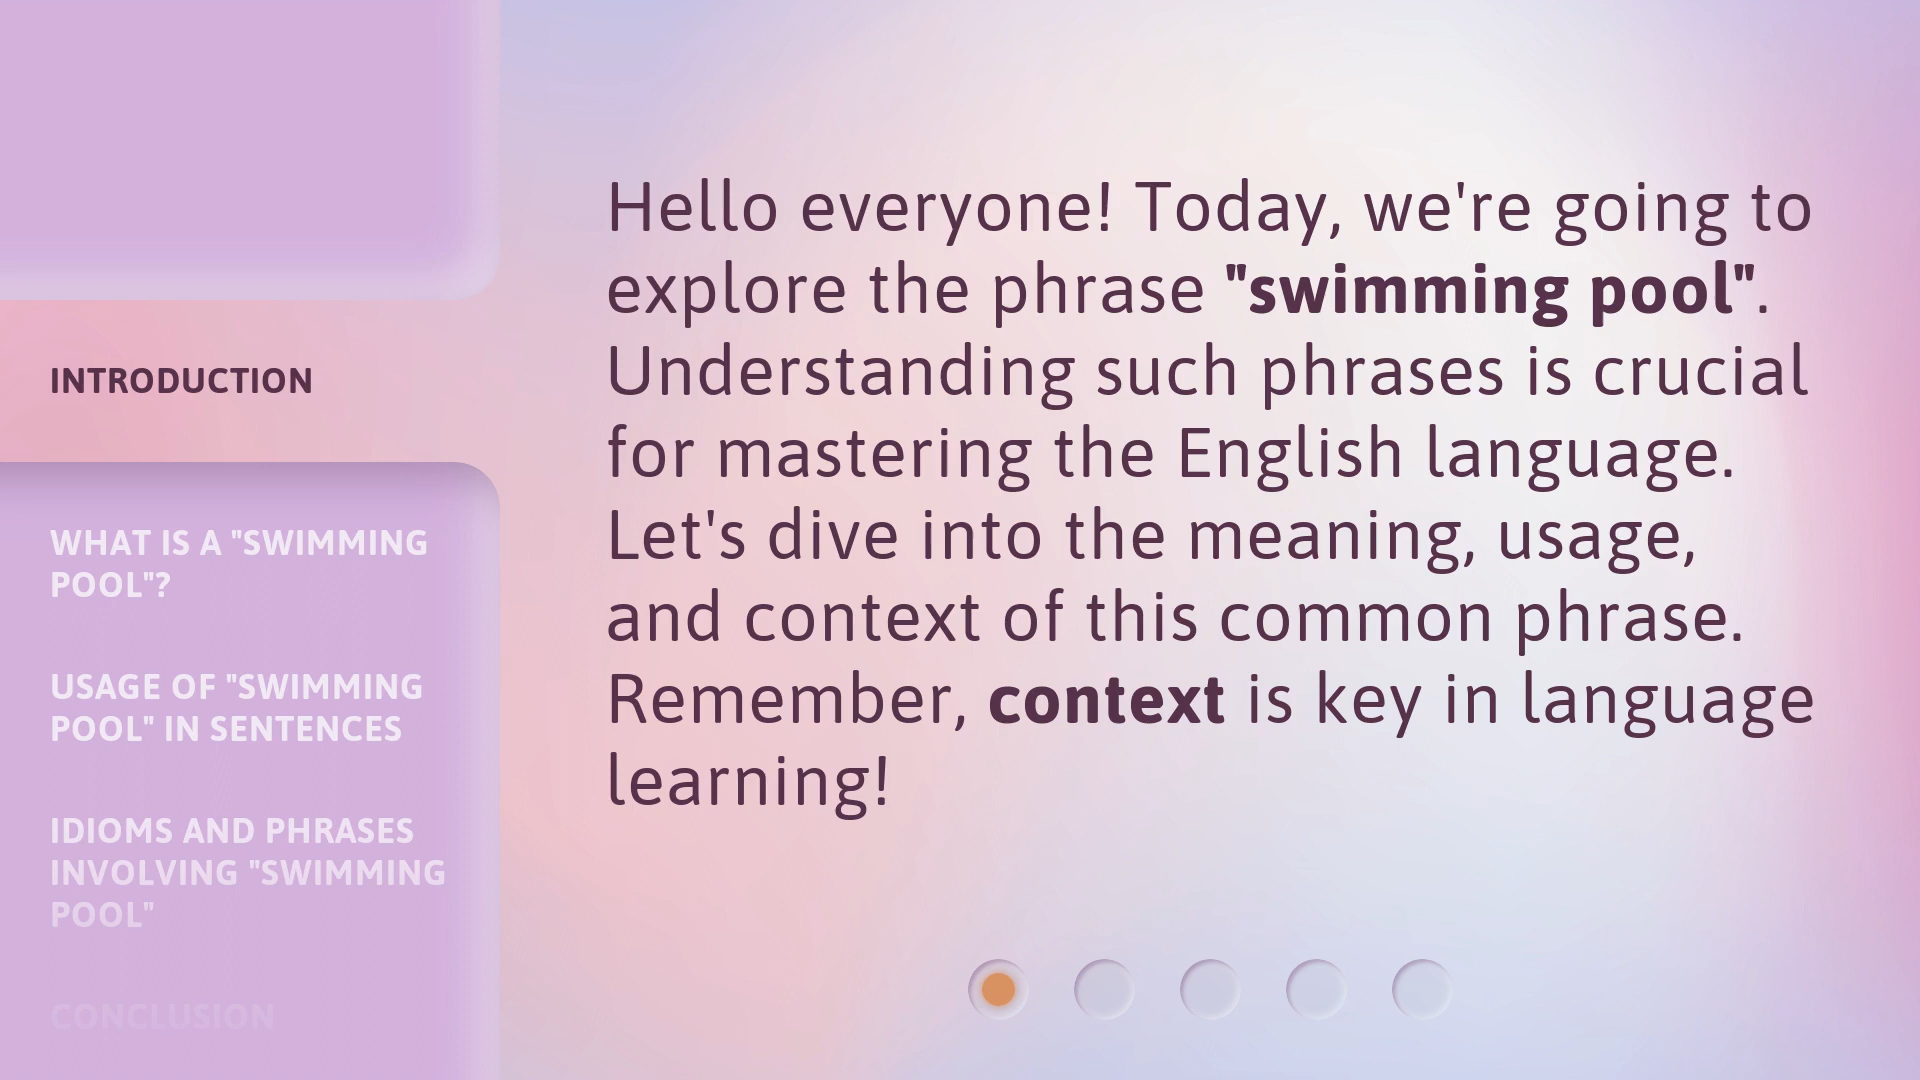 INTRODUCTION
WHAT IS A "SWIMMING
POOL"?
USAGE OF "SWIMMING
POOL" IN SENTENCES
IDIOMS AND PHRASES
INVOLVING "SWIMMING
POOL"
CONCLUSION
Hello everyone! Today, we're going to
explore the phrase "swimming pool".
Understanding such phrases is crucial
for mastering the English language.
Let's dive into the meaning, usage,
and context of this common phrase.
Remember, context is key in language
learning!